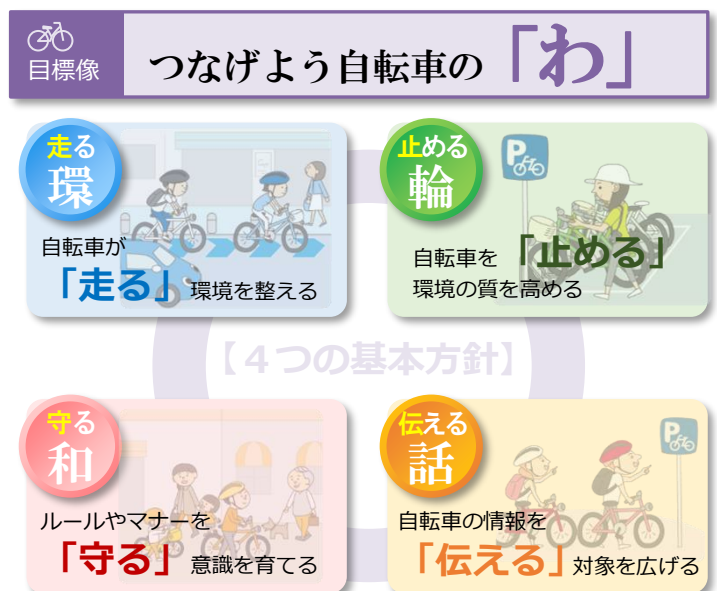 目標像
つなげよう自転車の「わ」
走る
環
自転車が
「走る」環境を整える
止める
輪
P
自転車を「止める」
環境の質を高める
【4つの基本方針】
守る
和
ルールやマナーを
「守る」意識を育てる
伝える
話
P
自転車の情報を
「伝える」対象を広げる